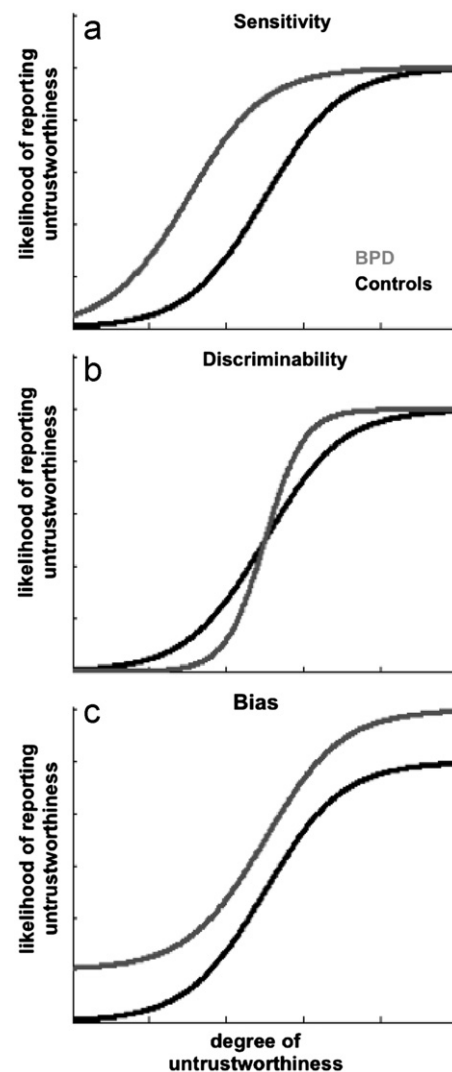 a
Sensitivity
likelihood of reporting
untrustworthiness
BPD
Controls
b
Discriminability
likelihood of reporting
untrustworthiness
c
Bias
likelihood of reporting
untrustworthiness
degree of
untrustworthiness